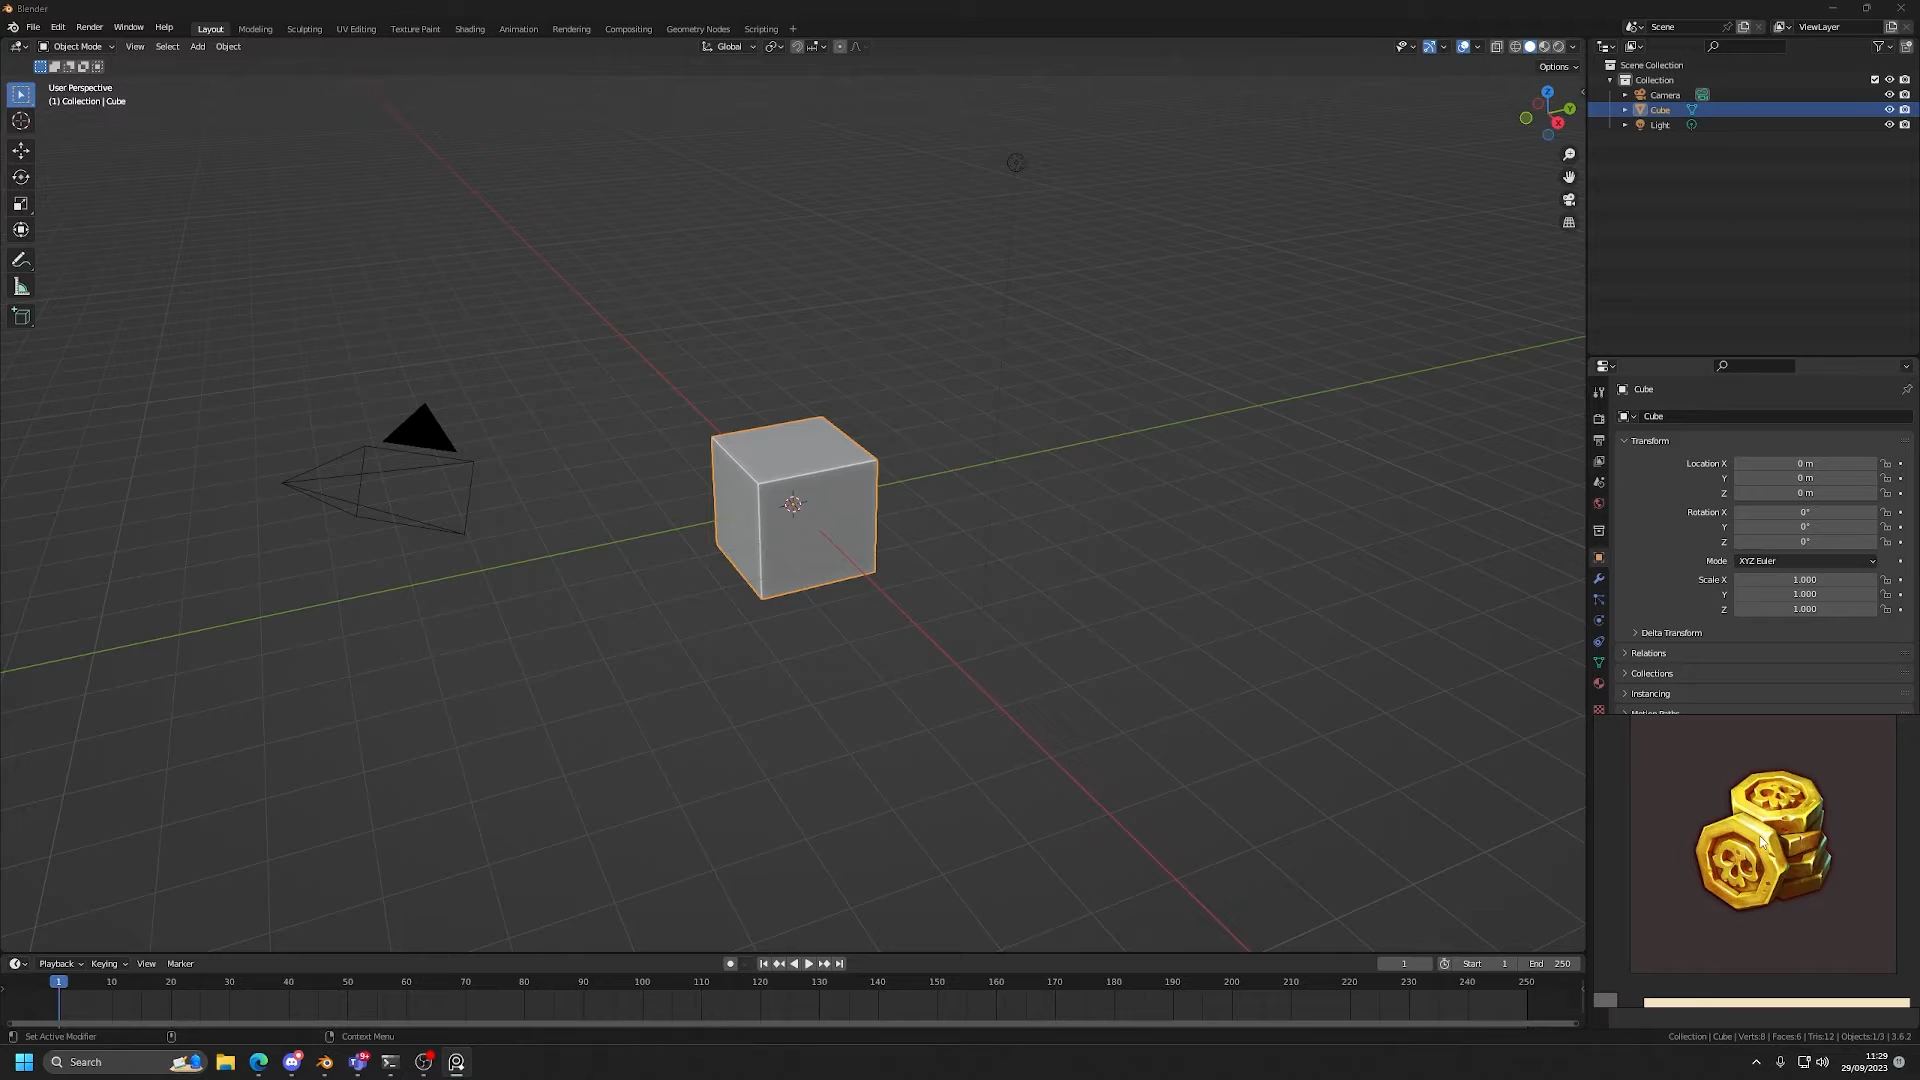 Blender
File Edit Render Window Help Layout Modeling Sculpting UV Editing Texture Paint Shading Animation Rendering Compositing Geometry Nodes Scripting + Scene ViewLayer
Object Mode View Select Add Object Global
Options
User Perspective
(1) Collection | Cube
Z
Y
X
Scene Collection
Collection
Camera
Cube
Light
Cube
Cube
Transform
Location X 0 m
Y 0 m
Z 0 m
Rotation X 0°
Y 0°
Z 0°
Mode XYZ Euler
Scale X 1.000
Y 1.000
Z 1.000
Delta Transform
Relations
Collections
Instancing
Motion Paths
Playback Keying View Marker 1 Start 1 End 250
1 10 20 30 40 50 60 70 80 90 100 110 120 130 140 150 160 170 180 190 200 210 220 230 240 250
Set Active Modifier Context Menu Collection | Cube | Verts:8 | Faces:6 | Tris:12 | Objects:1/3 | 3.6.2
Search 9+ 11:29
29/09/2023